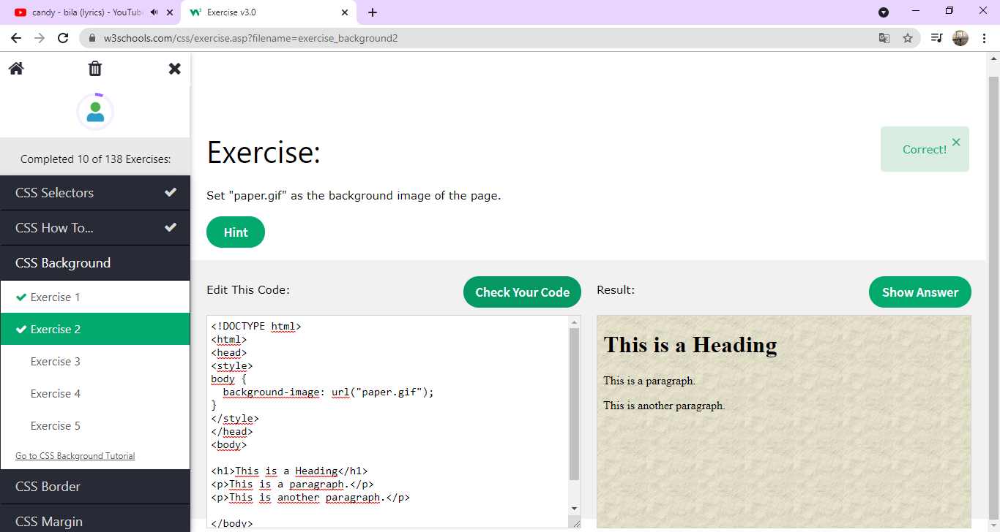 candy - bila (lyrics) - YouTube
Exercise v3.0
w3schools.com/css/exercise.asp?filename=exercise_background2
Completed 10 of 138 Exercises:
CSS Selectors
CSS How To...
CSS Background
Exercise 1
Exercise 2
Exercise 3
Exercise 4
Exercise 5
Go to CSS Background Tutorial
CSS Border
CSS Margin
Exercise:
Correct!
Set "paper.gif" as the background image of the page.
Hint
Edit This Code:
Check Your Code
<!DOCTYPE html>
<html>
<head>
<style>
body {
  background-image: url("paper.gif");
}
</style>
</head>
<body>
<h1>This is a Heading</h1>
<p>This is a paragraph.</p>
<p>This is another paragraph.</p>
</body>
Result:
Show Answer
This is a Heading
This is a paragraph.
This is another paragraph.